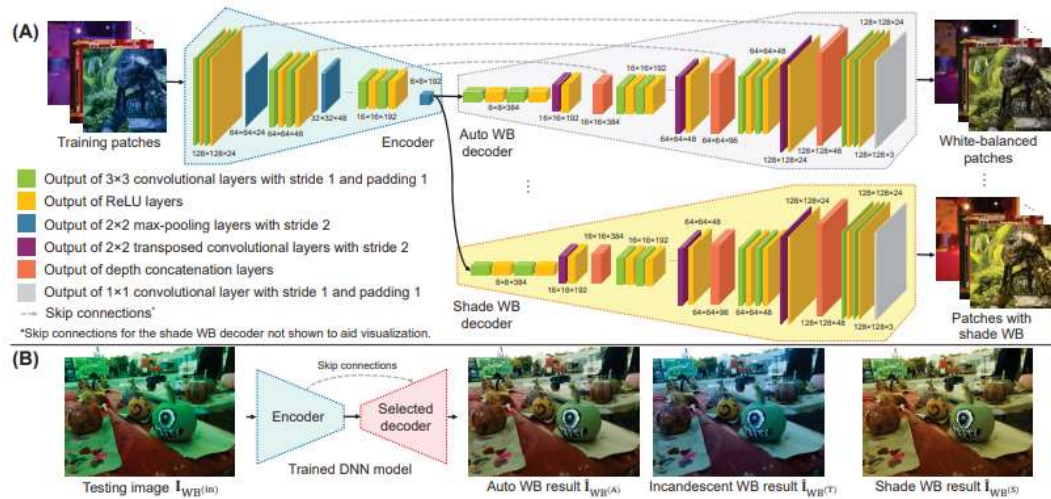 (A)
Training patches
128×128×24
64×64×24
64×64×48
32×32×48
16×16×192
8×8×192
Encoder
Auto WB
decoder
8×8×384
16×16×192
16×16×384
16×16×192
64×64×48
64×64×96
64×64×48
128×128×24
128×128×48
128×128×24
128×128×3
White-balanced
patches
Output of 3×3 convolutional layers with stride 1 and padding 1
Output of ReLU layers
Output of 2×2 max-pooling layers with stride 2
Output of 2×2 transposed convolutional layers with stride 2
Output of depth concatenation layers
Output of 1×1 convolutional layer with stride 1 and padding 1
Skip connections*
*Skip connections for the shade WB decoder not shown to aid visualization.
Shade WB
decoder
8×8×384
16×16×192
16×16×384
16×16×192
64×64×48
64×64×96
64×64×48
128×128×24
128×128×48
128×128×24
128×128×3
Patches with
shade WB
(B)
Skip connections
Encoder
Selected
decoder
Trained DNN model
Testing image I_WB(in)
Auto WB result Î_WB(A)
Incandescent WB result Î_WB(T)
Shade WB result Î_WB(S)